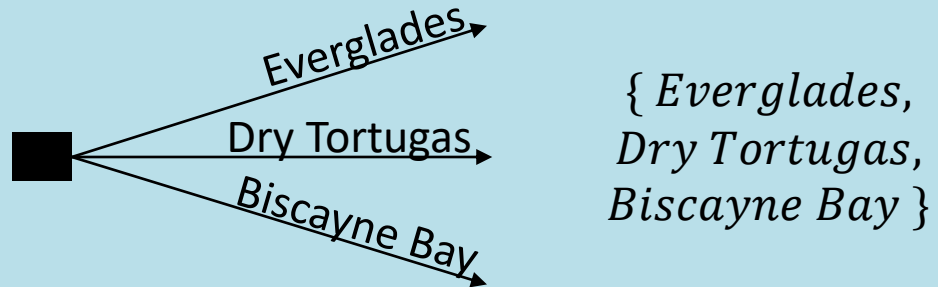 Everglades
Dry Tortugas
Biscayne Bay
{ Everglades,
Dry Tortugas,
Biscayne Bay }